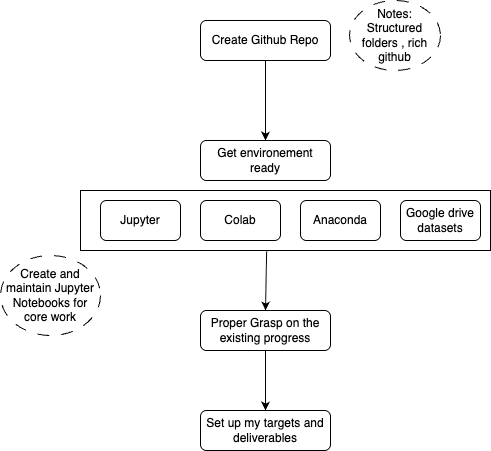 Create Github Repo
Notes:
Structured
folders , rich
github
Get environement
ready
Jupyter
Colab
Anaconda
Google drive
datasets
Create and
maintain Jupyter
Notebooks for
core work
Proper Grasp on the
existing progress
Set up my targets and
deliverables